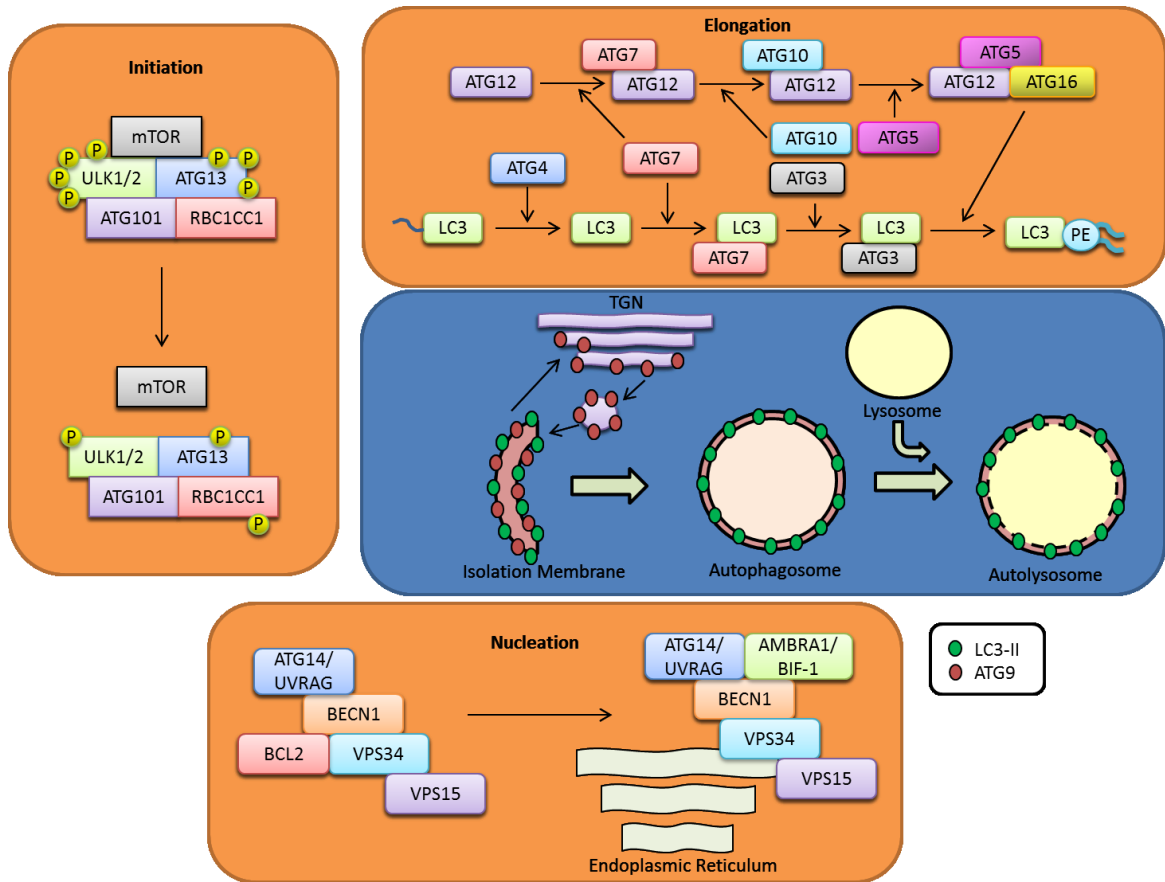 Initiation
mTOR
P
P
P
P
P
P
P
P
ULK1/2
ATG13
ATG101
RBC1CC1
mTOR
P
P
ULK1/2
ATG13
ATG101
RBC1CC1
P
Elongation
ATG12
ATG7
ATG12
ATG10
ATG12
ATG5
ATG12
ATG16
ATG4
ATG7
ATG10
ATG5
ATG3
LC3
LC3
LC3
ATG7
LC3
ATG3
LC3
PE
TGN
Lysosome
Isolation Membrane
Autophagosome
Autolysosome
Nucleation
ATG14/
UVRAG
BECN1
BCL2
VPS34
VPS15
ATG14/
UVRAG
AMBRA1/
BIF-1
BECN1
VPS34
VPS15
Endoplasmic Reticulum
LC3-II
ATG9